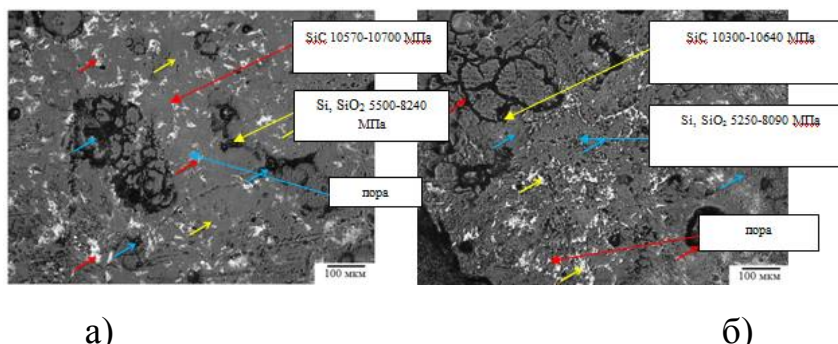 SiC 10570-10700 МПа
Si, SiO₂ 5500-8240
МПа
пора
100 мкм
SiC 10300-10640 МПа
Si, SiO₂ 5250-8090 МПа
пора
100 мкм
а)
б)